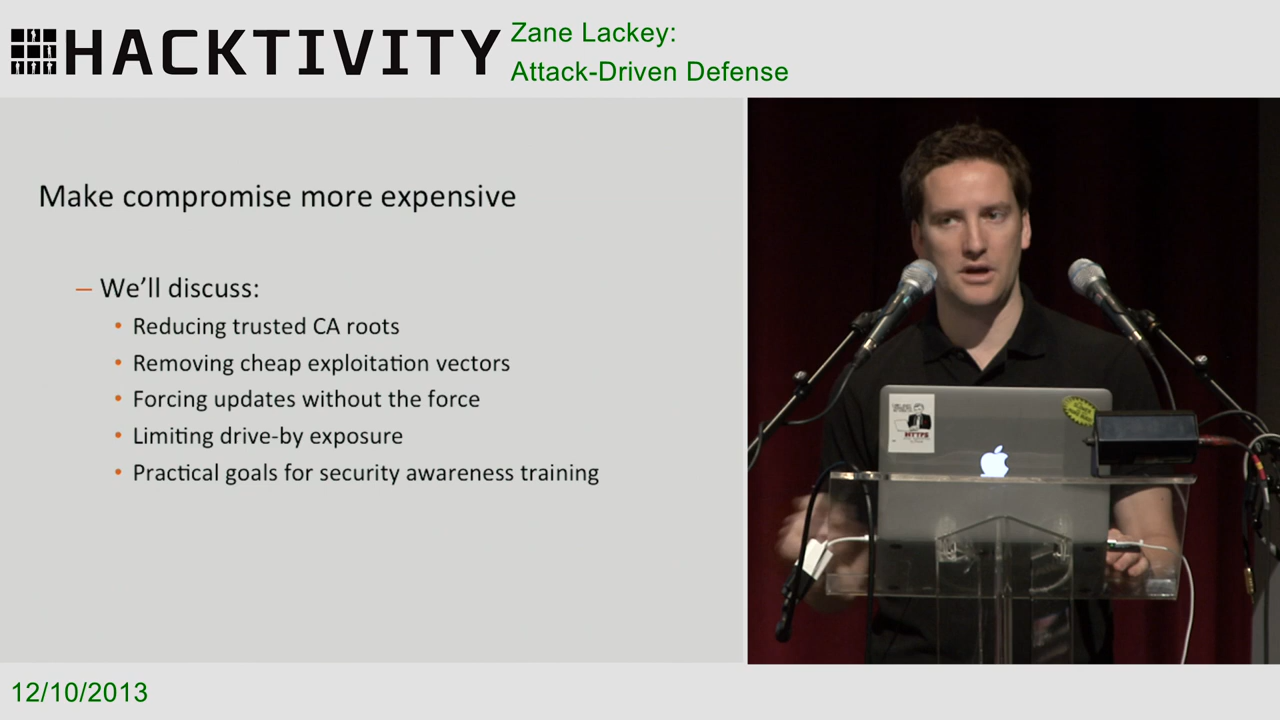 HACKTIVITY
Zane Lackey:
Attack-Driven Defense
Make compromise more expensive
– We'll discuss:
• Reducing trusted CA roots
• Removing cheap exploitation vectors
• Forcing updates without the force
• Limiting drive-by exposure
• Practical goals for security awareness training
HTTPS
12/10/2013